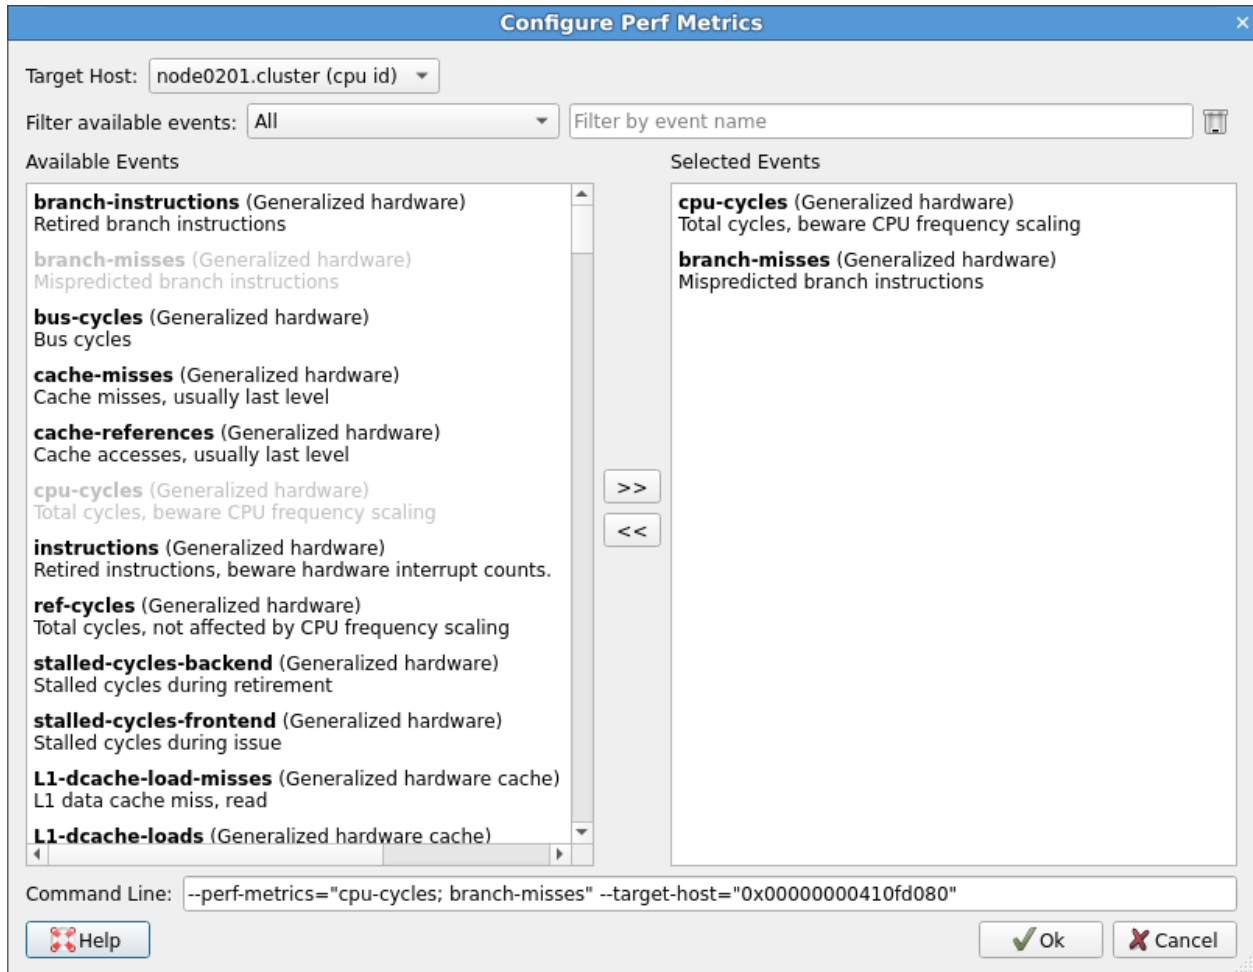 Configure Perf Metrics
Target Host: node0201.cluster (cpu id)
Filter available events: All Filter by event name
Available Events
branch-instructions (Generalized hardware)
Retired branch instructions
branch-misses (Generalized hardware)
Mispredicted branch instructions
bus-cycles (Generalized hardware)
Bus cycles
cache-misses (Generalized hardware)
Cache misses, usually last level
cache-references (Generalized hardware)
Cache accesses, usually last level
cpu-cycles (Generalized hardware)
Total cycles, beware CPU frequency scaling
instructions (Generalized hardware)
Retired instructions, beware hardware interrupt counts.
ref-cycles (Generalized hardware)
Total cycles, not affected by CPU frequency scaling
stalled-cycles-backend (Generalized hardware)
Stalled cycles during retirement
stalled-cycles-frontend (Generalized hardware)
Stalled cycles during issue
L1-dcache-load-misses (Generalized hardware cache)
L1 data cache miss, read
L1-dcache-loads (Generalized hardware cache)
>>
<<
Selected Events
cpu-cycles (Generalized hardware)
Total cycles, beware CPU frequency scaling
branch-misses (Generalized hardware)
Mispredicted branch instructions
Command Line: --perf-metrics="cpu-cycles; branch-misses" --target-host="0x00000000410fd080"
Help
Ok
Cancel